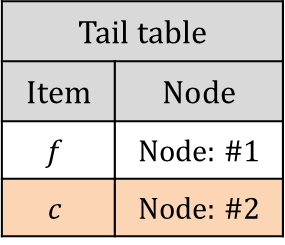 Tail table
Item Node
f Node: #1
c Node: #2